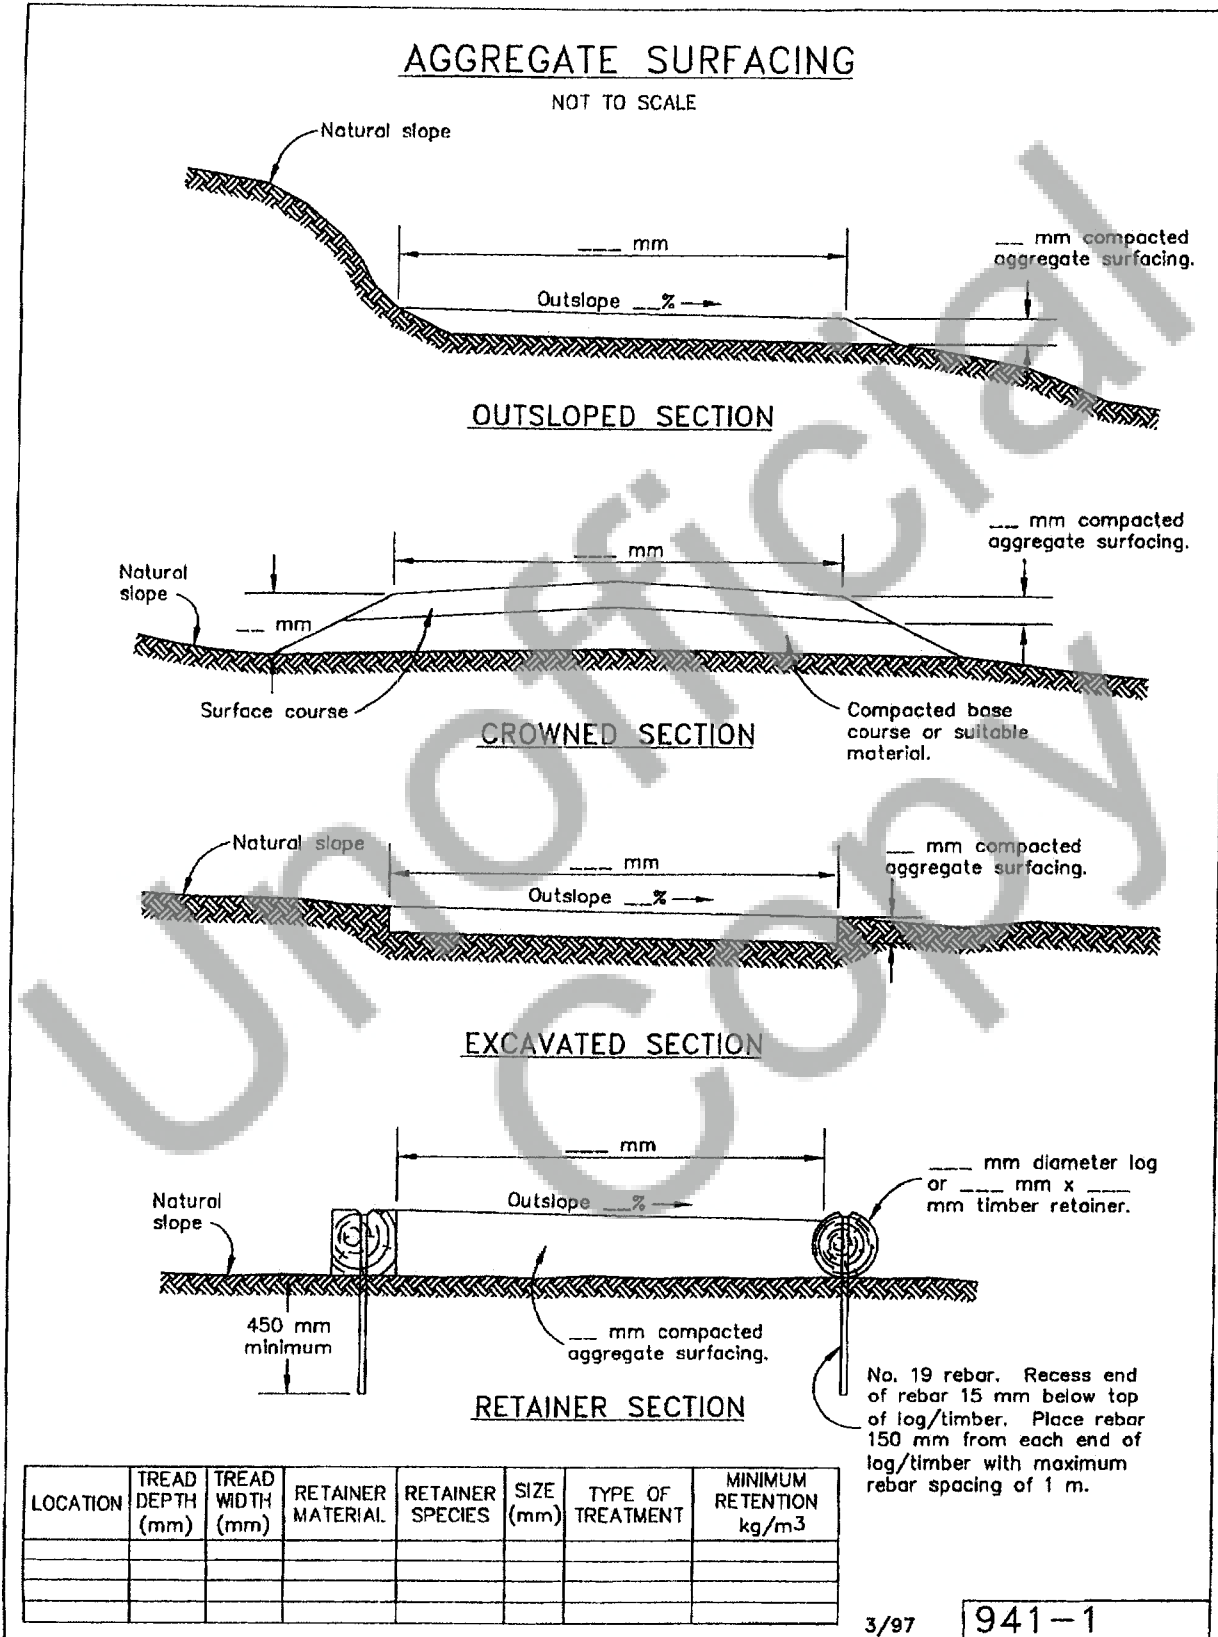 AGGREGATE SURFACING
NOT TO SCALE
Natural slope
___ mm
__ mm compacted
aggregate surfacing.
Outslope __% →
OUTSLOPED SECTION
__ mm compacted
aggregate surfacing.
___ mm
Natural
slope
__ mm
Surface course
Compacted base
course or suitable
material.
CROWNED SECTION
Natural slope
___ mm
__ mm compacted
aggregate surfacing.
Outslope __% →
EXCAVATED SECTION
___ mm
___ mm diameter log
or ___ mm x ___
mm timber retainer.
Natural
slope
Outslope __% →
450 mm
minimum
__ mm compacted
aggregate surfacing.
No. 19 rebar. Recess end
of rebar 15 mm below top
of log/timber. Place rebar
150 mm from each end of
log/timber with maximum
rebar spacing of 1 m.
RETAINER SECTION
LOCATION
TREAD
DEPTH
(mm)
TREAD
WIDTH
(mm)
RETAINER
MATERIAL
RETAINER
SPECIES
SIZE
(mm)
TYPE OF
TREATMENT
MINIMUM
RETENTION
kg/m3
3/97
941-1
Unofficial
Copy